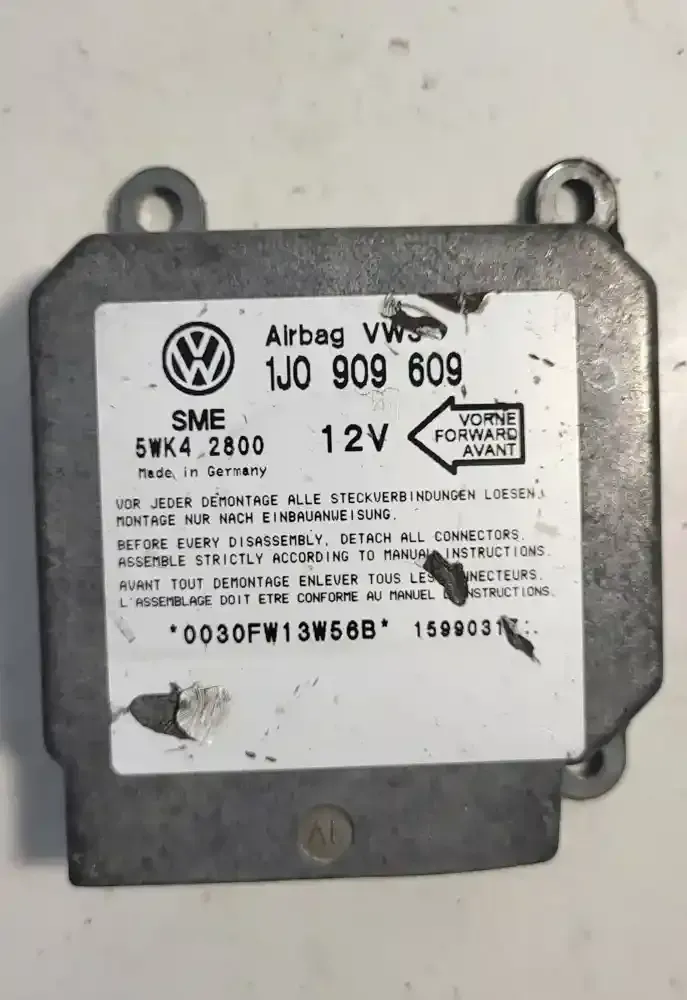 Airbag VW3
1J0 909 609
SME
5WK4 2800
12V
VORNE
FORWARD
AVANT
Made in Germany
VOR JEDER DEMONTAGE ALLE STECKVERBINDUNGEN LOESEN.
MONTAGE NUR NACH EINBAUANWEISUNG.
BEFORE EVERY DISASSEMBLY, DETACH ALL CONNECTORS.
ASSEMBLE STRICTLY ACCORDING TO MANUAL INSTRUCTIONS.
AVANT TOUT DEMONTAGE ENLEVER TOUS LES
L'ASSEMBLAGE DOIT ETRE CONFORME AU MANUEL
*0030FW13W56B*